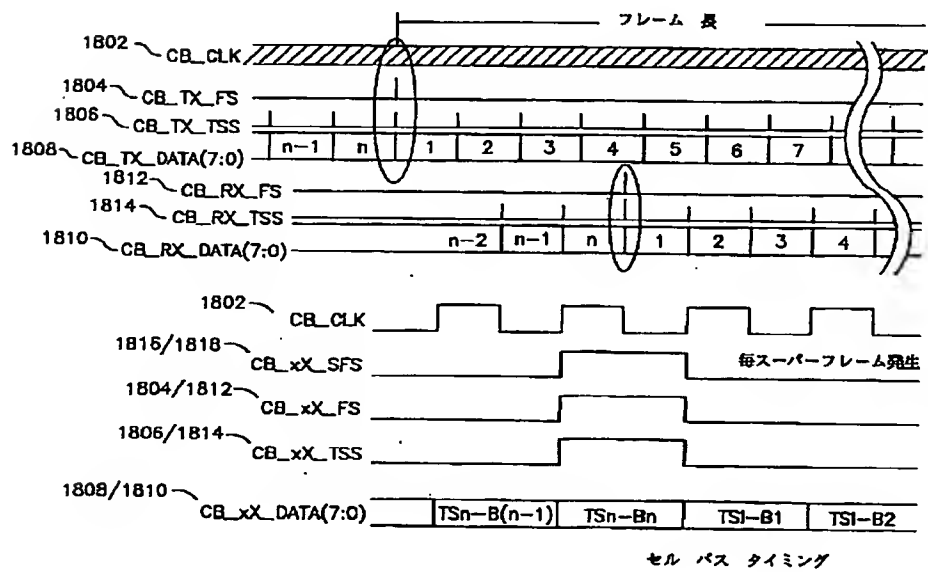 フレーム 長
1802 CB_CLK
1804 CB_TX_FS
1806 CB_TX_TSS
1808 CB_TX_DATA(7:0) n-1 n 1 2 3 4 5 6 7
1812 CB_RX_FS
1814 CB_RX_TSS
1810 CB_RX_DATA(7:0) n-2 n-1 n 1 2 3 4
1802 CB_CLK
1816/1818 CB_xX_SFS 毎スーパーフレーム発生
1804/1812 CB_xX_FS
1806/1814 CB_xX_TSS
1808/1810 CB_xX_DATA(7:0) TSn-B(n-1) TSn-Bn TS1-B1 TS1-B2
セル バス タイミング